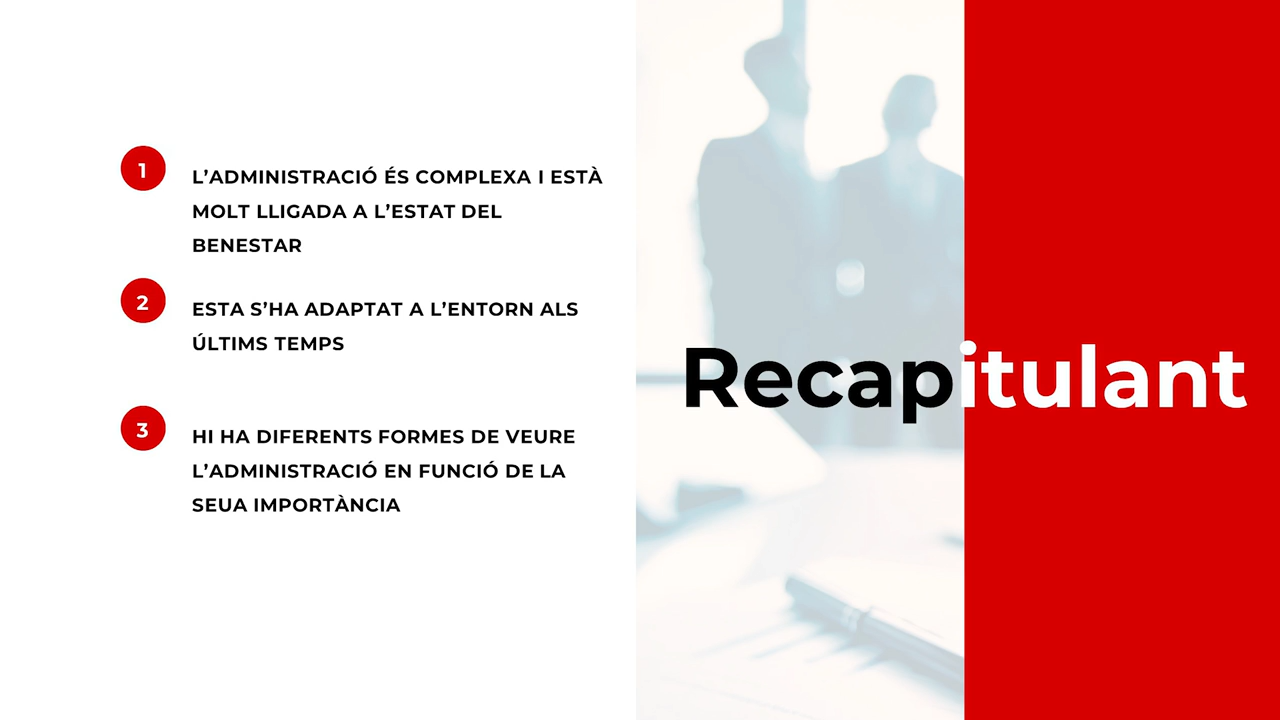 1
L’ADMINISTRACIÓ ÉS COMPLEXA I ESTÀ
MOLT LLIGADA A L’ESTAT DEL
BENESTAR
2
ESTA S’HA ADAPTAT A L’ENTORN ALS
ÚLTIMS TEMPS
3
HI HA DIFERENTS FORMES DE VEURE
L’ADMINISTRACIÓ EN FUNCIÓ DE LA
SEUA IMPORTÀNCIA
Recapitulant